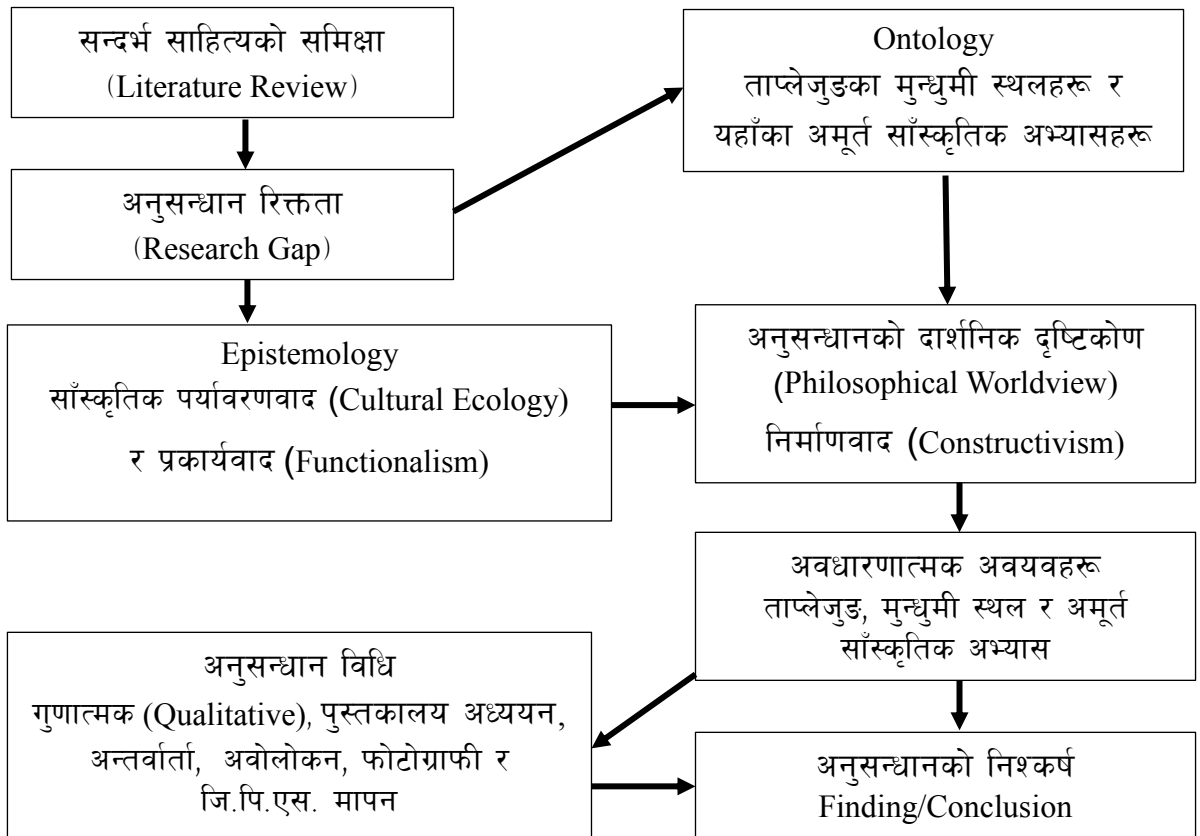 सन्दर्भ साहित्यको समिक्षा
(Literature Review)
Ontology
ताप्लेजुङका मुन्धुमी स्थलहरू र
यहाँका अमूर्त साँस्कृतिक अभ्यासहरू
अनुसन्धान रिक्तता
(Research Gap)
Epistemology
साँस्कृतिक पर्यावरणवाद (Cultural Ecology)
र प्रकार्यवाद (Functionalism)
अनुसन्धानको दार्शनिक दृष्टिकोण
(Philosophical Worldview)
निर्माणवाद (Constructivism)
अवधारणात्मक अवयवहरू
ताप्लेजुङ, मुन्धुमी स्थल र अमूर्त
साँस्कृतिक अभ्यास
अनुसन्धान विधि
गुणात्मक (Qualitative), पुस्तकालय अध्ययन,
अन्तर्वार्ता, अवोलोकन, फोटोग्राफी र
जि.पि.एस. मापन
अनुसन्धानको निश्कर्ष
Finding/Conclusion